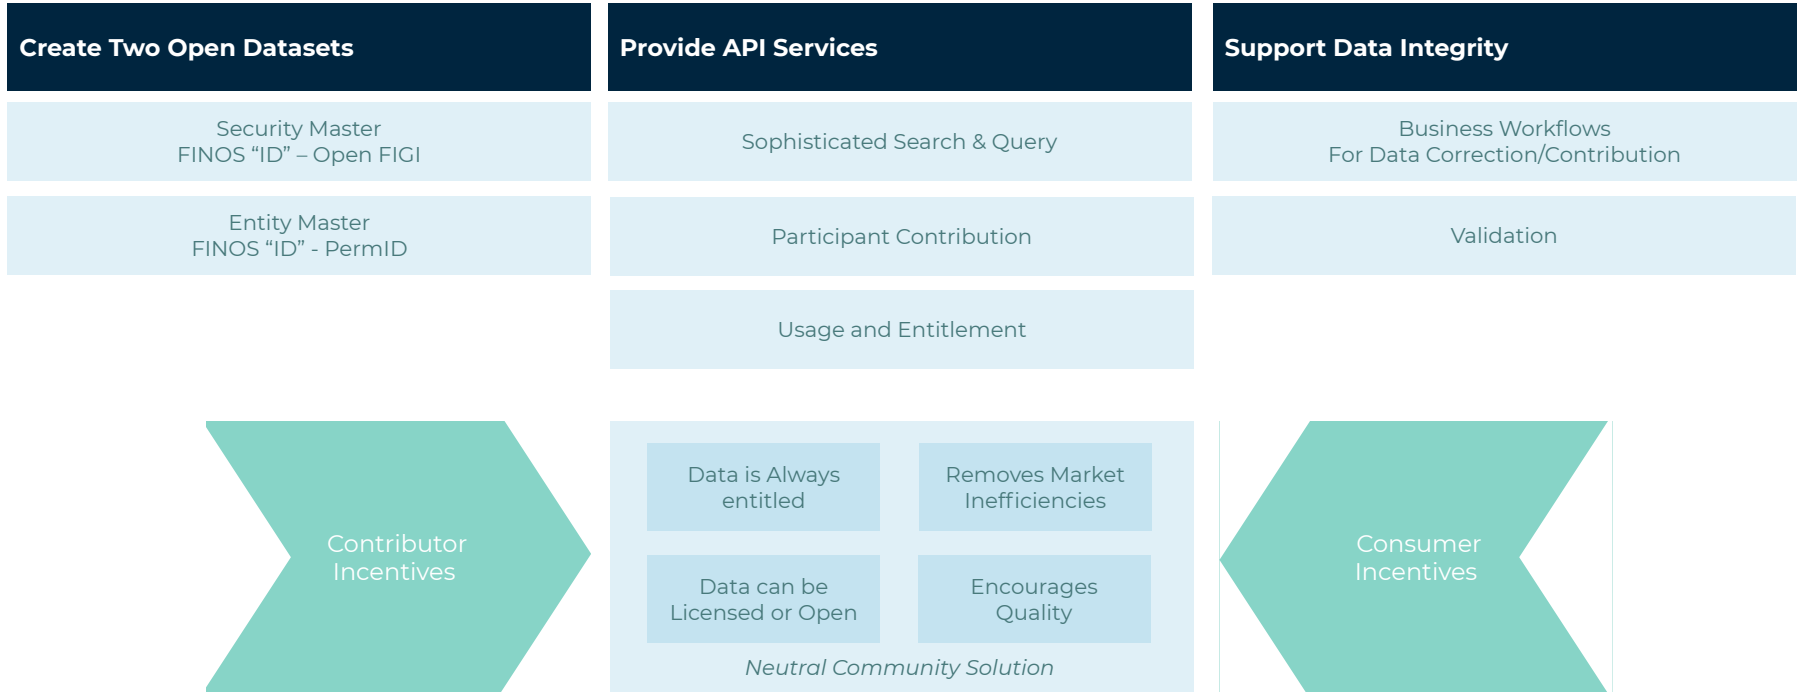 Create Two Open Datasets
Security Master
FINOS “ID” – Open FIGI
Entity Master
FINOS “ID” - PermID
Provide API Services
Sophisticated Search & Query
Participant Contribution
Usage and Entitlement
Support Data Integrity
Business Workflows
For Data Correction/Contribution
Validation
Contributor
Incentives
Data is Always
entitled
Removes Market
Inefficiencies
Data can be
Licensed or Open
Encourages
Quality
Neutral Community Solution
Consumer
Incentives